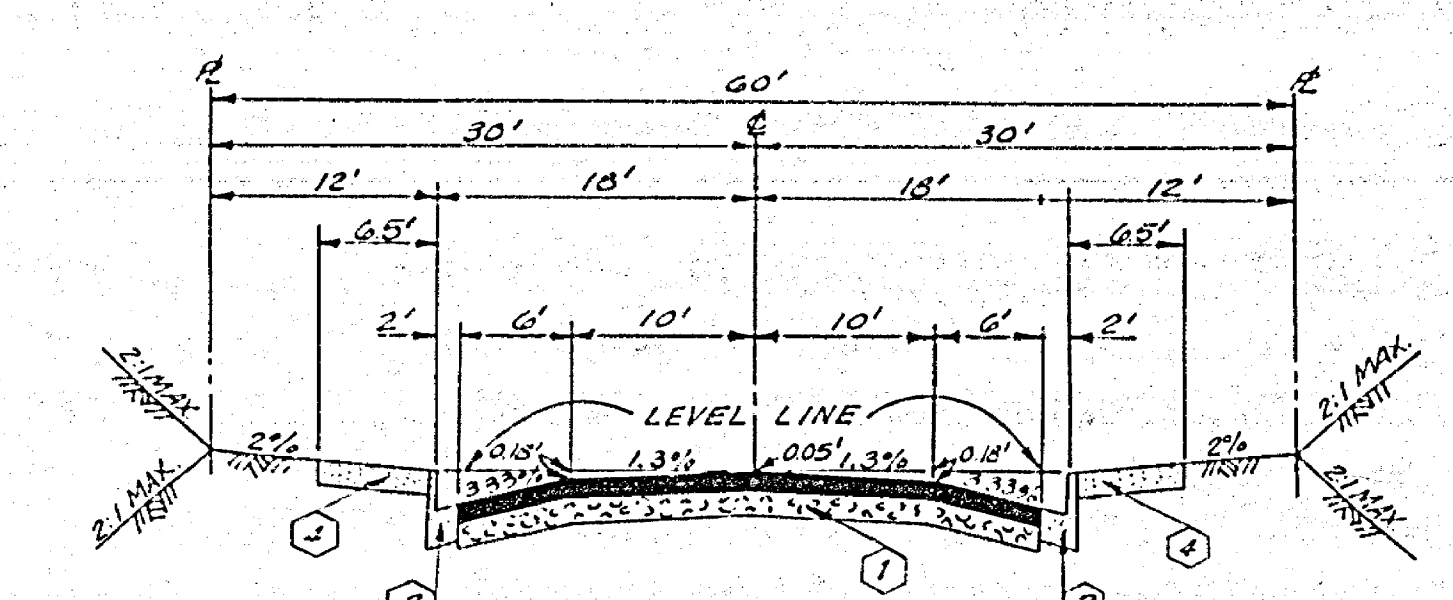 ℄ 60' ℄
30' ℄ 30'
12' 18' 18' 12'
6.5' 6.5'
2' 6' 10' 10' 6' 2'
2:1 MAX. 2:1 MAX.
LEVEL LINE
2% 0.18' 1.3% 0.05' 1.3% 0.18' 2%
3.33% 3.33%
2:1 MAX. 2:1 MAX.
4
1